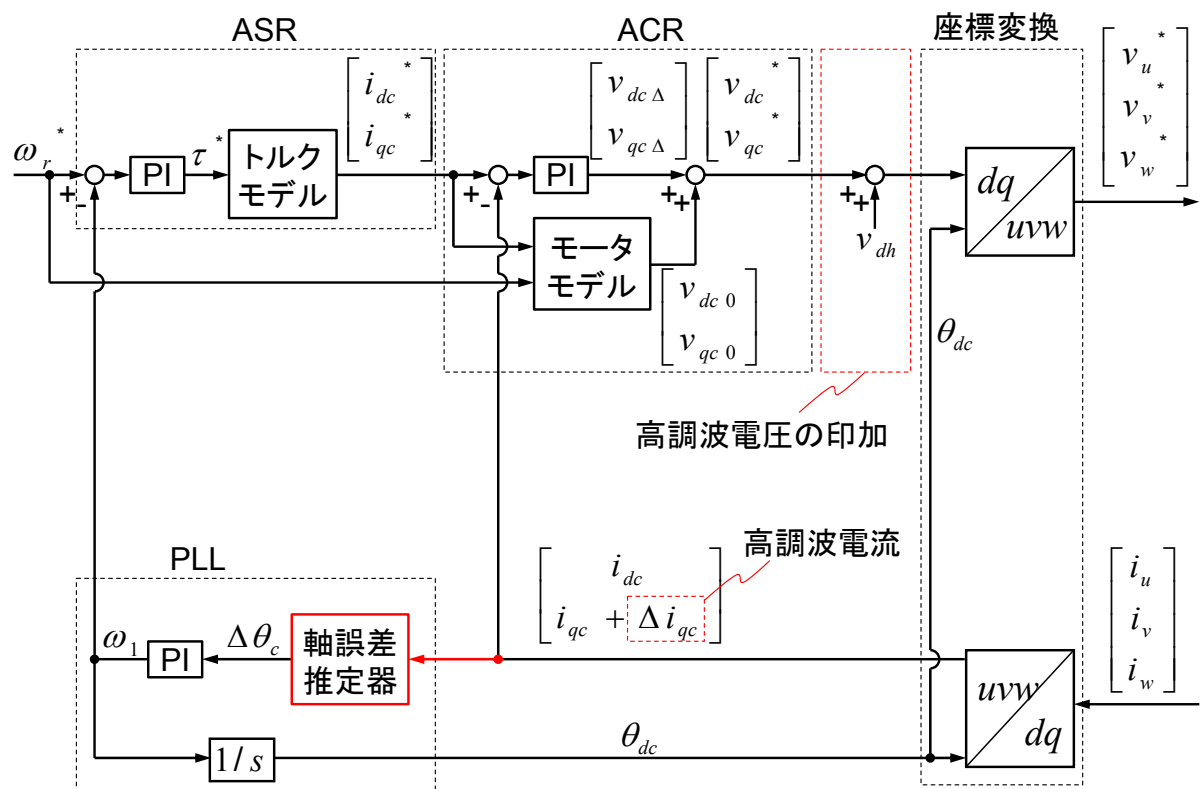 ASR
ACR
座標変換
i_dc^*
i_qc^*
v_dcΔ
v_qcΔ
v_dc^*
v_qc^*
v_u^*
v_v^*
v_w^*
ω_r^*
+
-
PI
τ^*
トルク
モデル
+
-
PI
+
+
+
+
v_dh
dq
uvw
モータ
モデル
v_dc0
v_qc0
θ_dc
高調波電圧の印加
高調波電流
PLL
i_dc
i_qc + Δi_qc
i_u
i_v
i_w
ω_1
PI
Δθ_c
軸誤差
推定器
uvw
dq
1/s
θ_dc